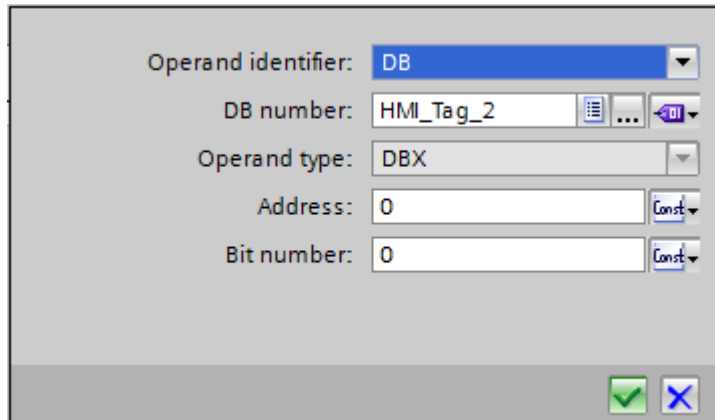 Operand identifier: DB
DB number: HMI_Tag_2 ...
Operand type: DBX
Address: 0 Const
Bit number: 0 Const